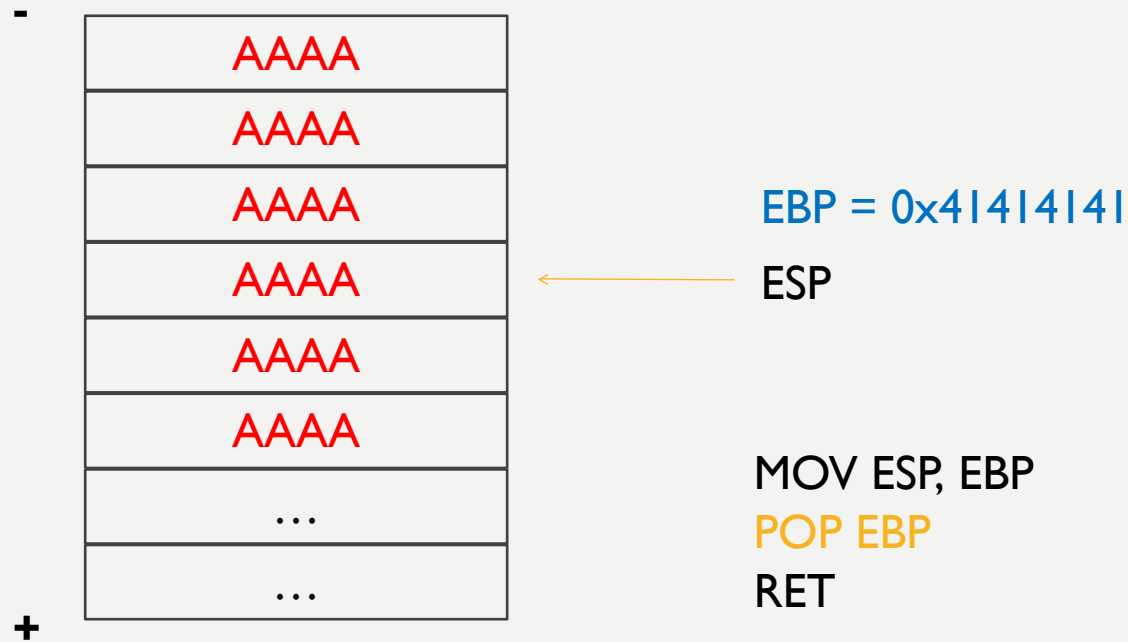 -
AAAA
AAAA
AAAA
EBP = 0x41414141
AAAA
ESP
AAAA
AAAA
MOV ESP, EBP
…
POP EBP
…
RET
+